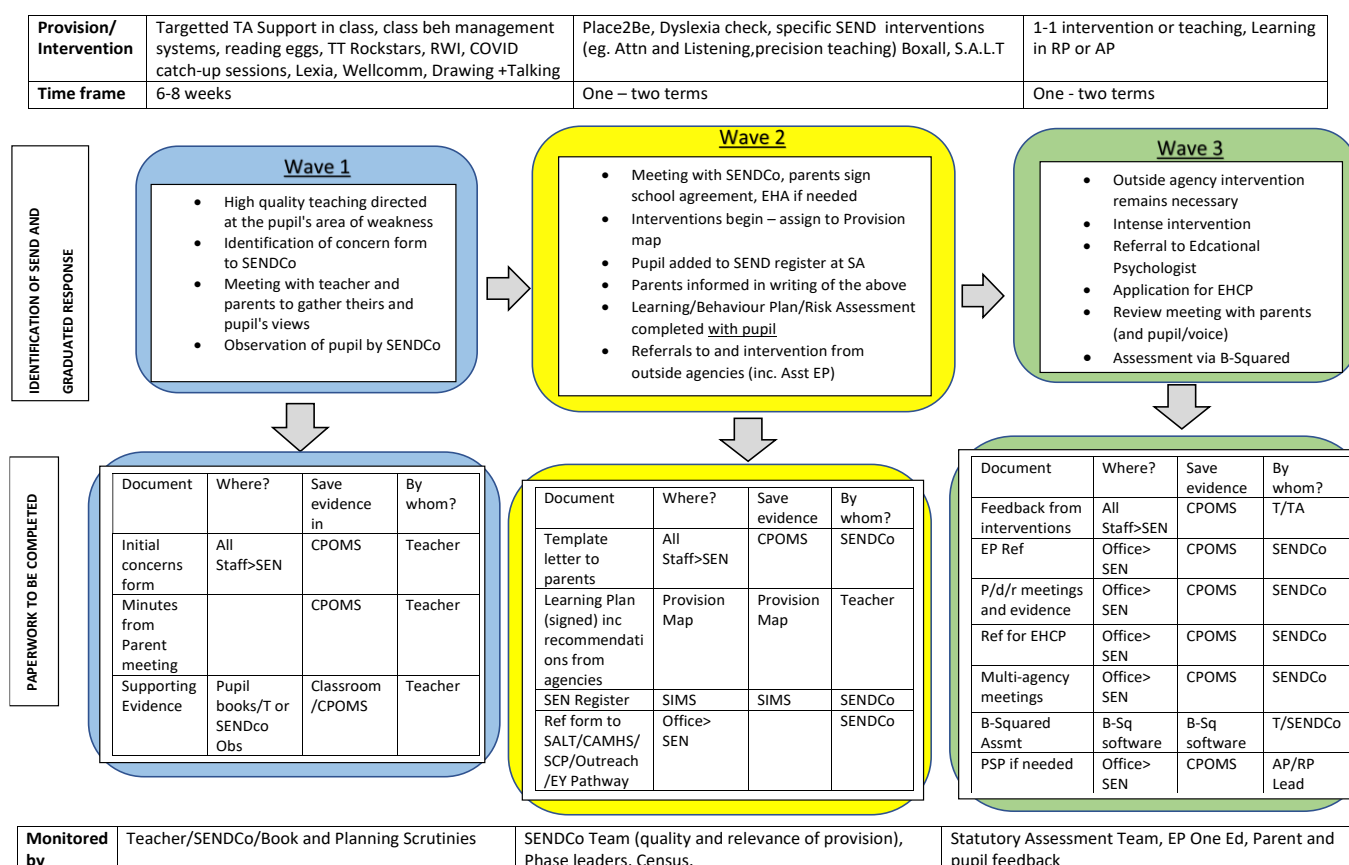 Provision/
Intervention
Targetted TA Support in class, class beh management
systems, reading eggs, TT Rockstars, RWI, COVID
catch-up sessions, Lexia, Wellcomm, Drawing +Talking
Place2Be, Dyslexia check, specific SEND interventions
(eg. Attn and Listening,precision teaching) Boxall, S.A.L.T
1-1 intervention or teaching, Learning
in RP or AP
Time frame
6-8 weeks
One – two terms
One - two terms
IDENTIFICATION OF SEND AND
GRADUATED RESPONSE
Wave 1
• High quality teaching directed
at the pupil's area of weakness
• Identification of concern form
to SENDCo
• Meeting with teacher and
parents to gather theirs and
pupil's views
• Observation of pupil by SENDCo
Wave 2
• Meeting with SENDCo, parents sign
school agreement, EHA if needed
• Interventions begin – assign to Provision
map
• Pupil added to SEND register at SA
• Parents informed in writing of the above
• Learning/Behaviour Plan/Risk Assessment
completed with pupil
• Referrals to and intervention from
outside agencies (inc. Asst EP)
Wave 3
• Outside agency intervention
remains necessary
• Intense intervention
• Referral to Edcational
Psychologist
• Application for EHCP
• Review meeting with parents
(and pupil/voice)
• Assessment via B-Squared
PAPERWORK TO BE COMPLETED
Document
Where?
Save
evidence
in
By
whom?
Initial
concerns
form
All
Staff>SEN
CPOMS
Teacher
Minutes
from
Parent
meeting
CPOMS
Teacher
Supporting
Evidence
Pupil
books/T or
SENDco
Obs
Classroom
/CPOMS
Teacher
Document
Where?
Save
evidence
By
whom?
Template
letter to
parents
All
Staff>SEN
CPOMS
SENDCo
Learning Plan
(signed) inc
recommendati
ons from
agencies
Provision
Map
Provision
Map
Teacher
SEN Register
SIMS
SIMS
SENDCo
Ref form to
SALT/CAMHS/
SCP/Outreach
/EY Pathway
Office>
SEN
SENDCo
Document
Where?
Save
evidence
By
whom?
Feedback from
interventions
All
Staff>SEN
CPOMS
T/TA
EP Ref
Office>
SEN
CPOMS
SENDCo
P/d/r meetings
and evidence
Office>
SEN
CPOMS
SENDCo
Ref for EHCP
Office>
SEN
CPOMS
SENDCo
Multi-agency
meetings
Office>
SEN
CPOMS
SENDCo
B-Squared
Assmt
B-Sq
software
B-Sq
software
T/SENDCo
PSP if needed
Office>
SEN
CPOMS
AP/RP
Lead
Monitored
by
Teacher/SENDCo/Book and Planning Scrutinies
SENDCo Team (quality and relevance of provision),
Phase leaders, Census.
Statutory Assessment Team, EP One Ed, Parent and
pupil feedback